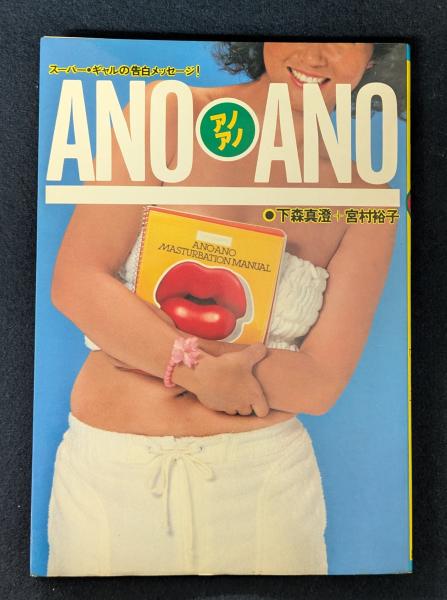 スーパー・ギャルの告白メッセージ!
ANO アノ アノ ANO
●下森真澄+宮村裕子
ANOANO
MASTURBATION MANUAL